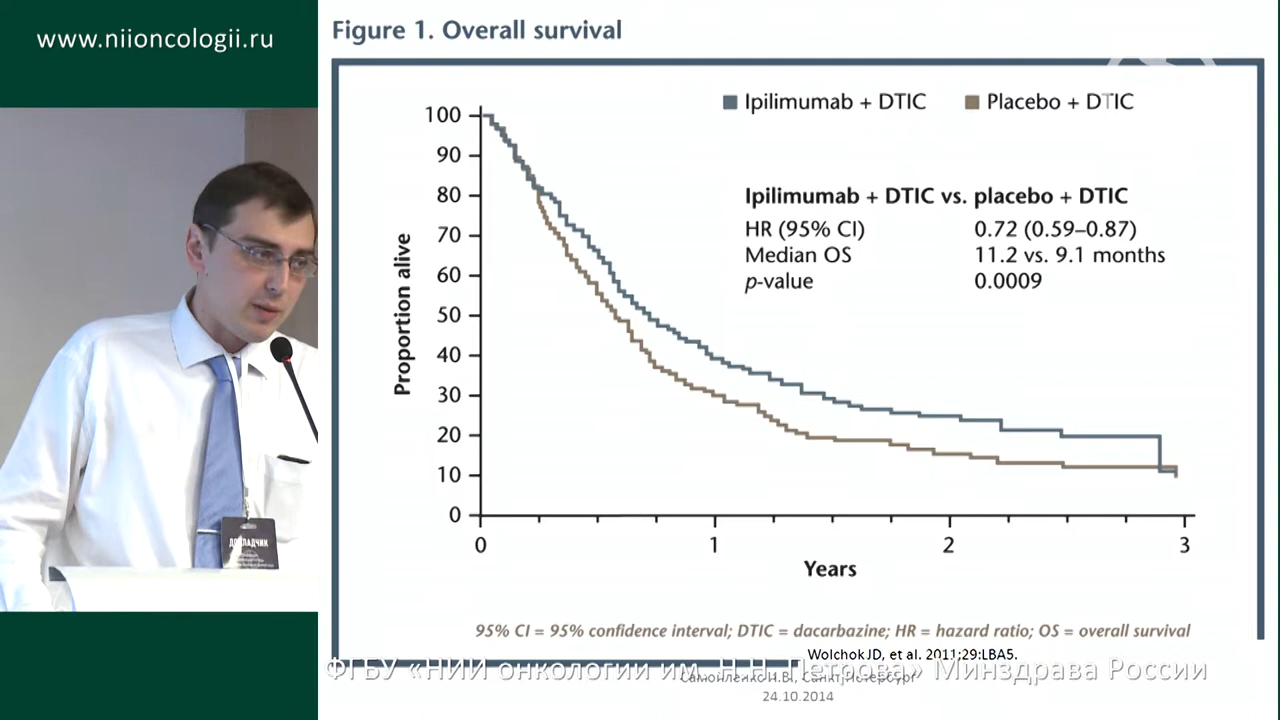 www.niioncologii.ru
Figure 1. Overall survival
Ipilimumab + DTIC
Placebo + DTIC
100
90
80
70
60
50
40
30
20
10
0
Proportion alive
Ipilimumab + DTIC vs. placebo + DTIC
HR (95% CI) 0.72 (0.59–0.87)
Median OS 11.2 vs. 9.1 months
p-value 0.0009
0 1 2 3
Years
95% CI = 95% confidence interval; DTIC = dacarbazine; HR = hazard ratio; OS = overall survival
Wolchok JD, et al. 2011;29:LBA5.
ФГБУ «НИИ онкологии им. Н.Н. Петрова» Минздрава России
Самойленко И.В., Санкт-Петербург
24.10.2014
ДОКЛАДЧИК